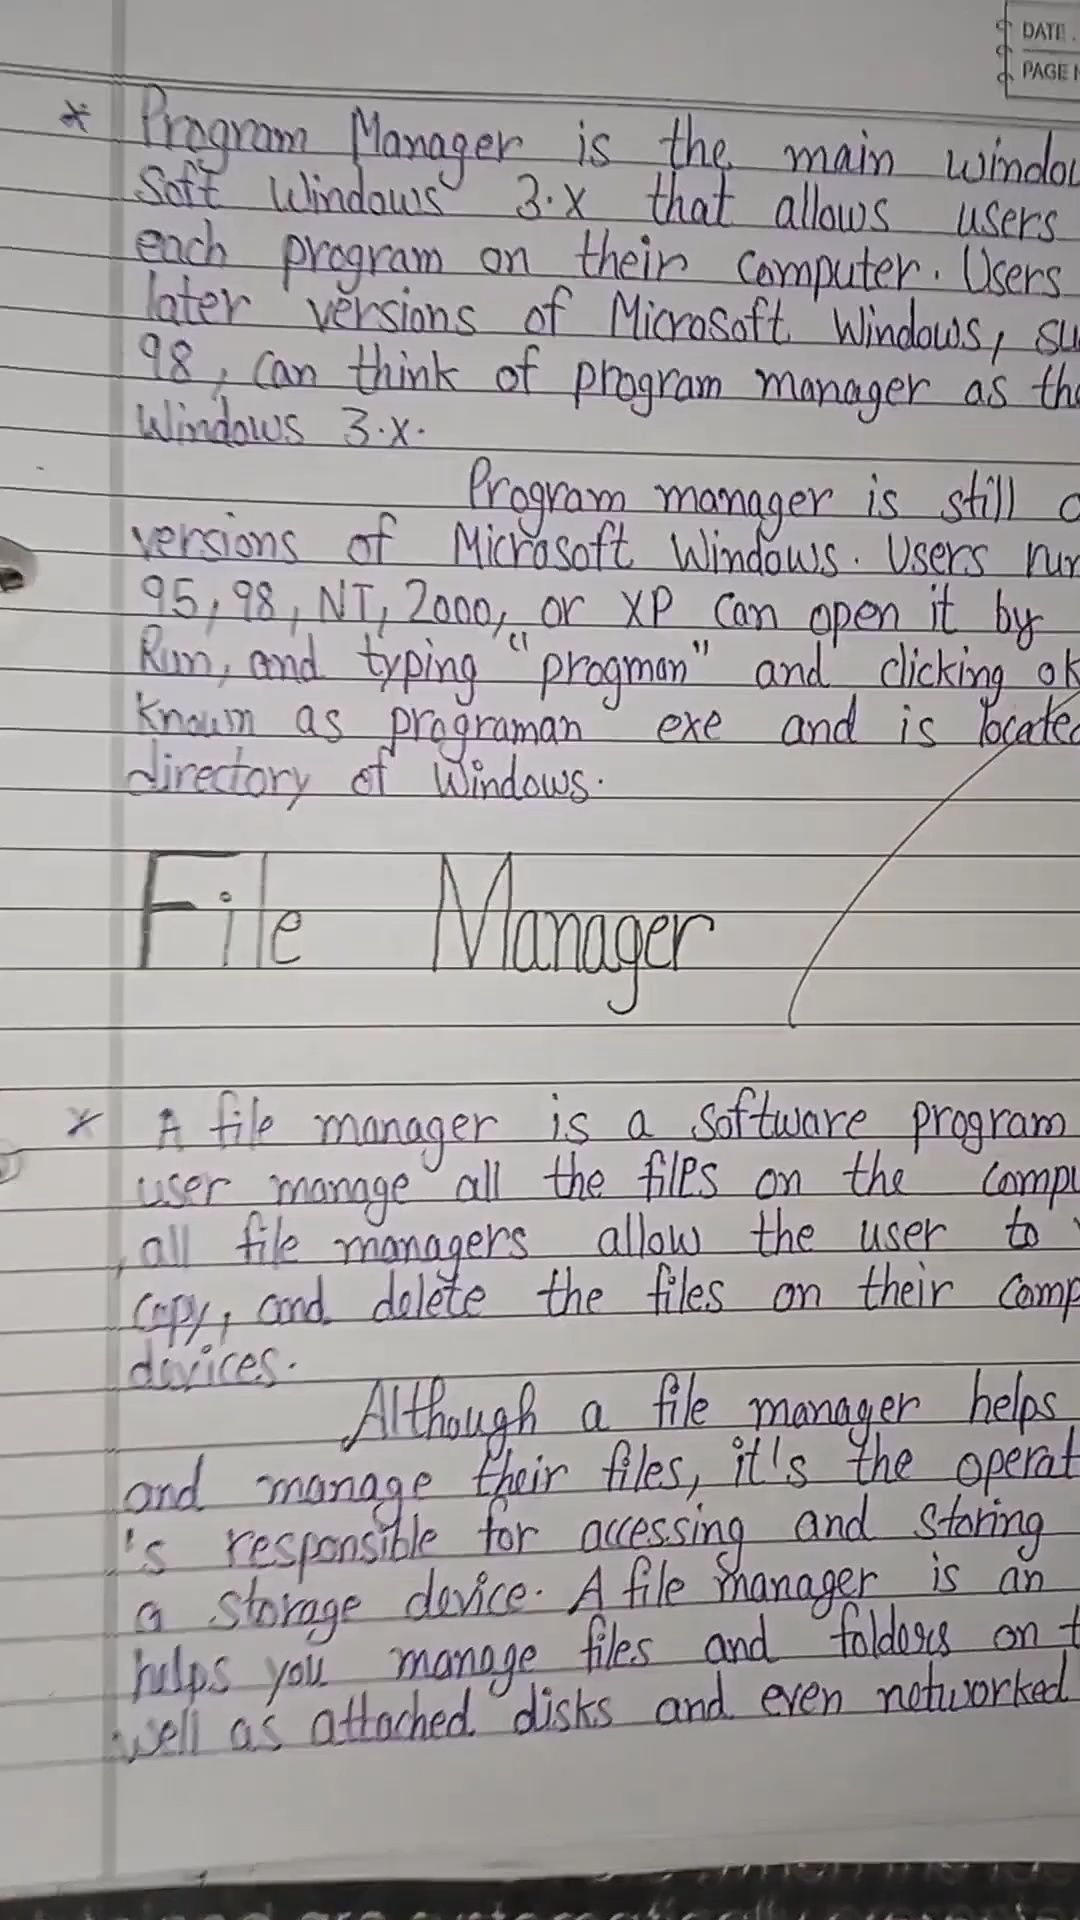 DATE
PAGE
* Program Manager is the main window
soft Windows 3.x that allows users
each program on their computer. Users
later versions of Microsoft Windows, su
98, can think of program manager as the
Windows 3.x.
Program manager is still a
versions of Microsoft Windows. Users run
95, 98, NT, 2000, or XP can open it by
Run, and typing "progman" and clicking ok
known as programan exe and is located
directory of Windows.
File Manager
* A file manager is a software program
user manage all the files on the compu
, all file managers allow the user to
copy, and delete the files on their comp
devices.
Although a file manager helps
and manage their files, it's the operat
's responsible for accessing and storing
a storage device. A file manager is an
helps you manage files and folders on t
well as attached disks and even networked